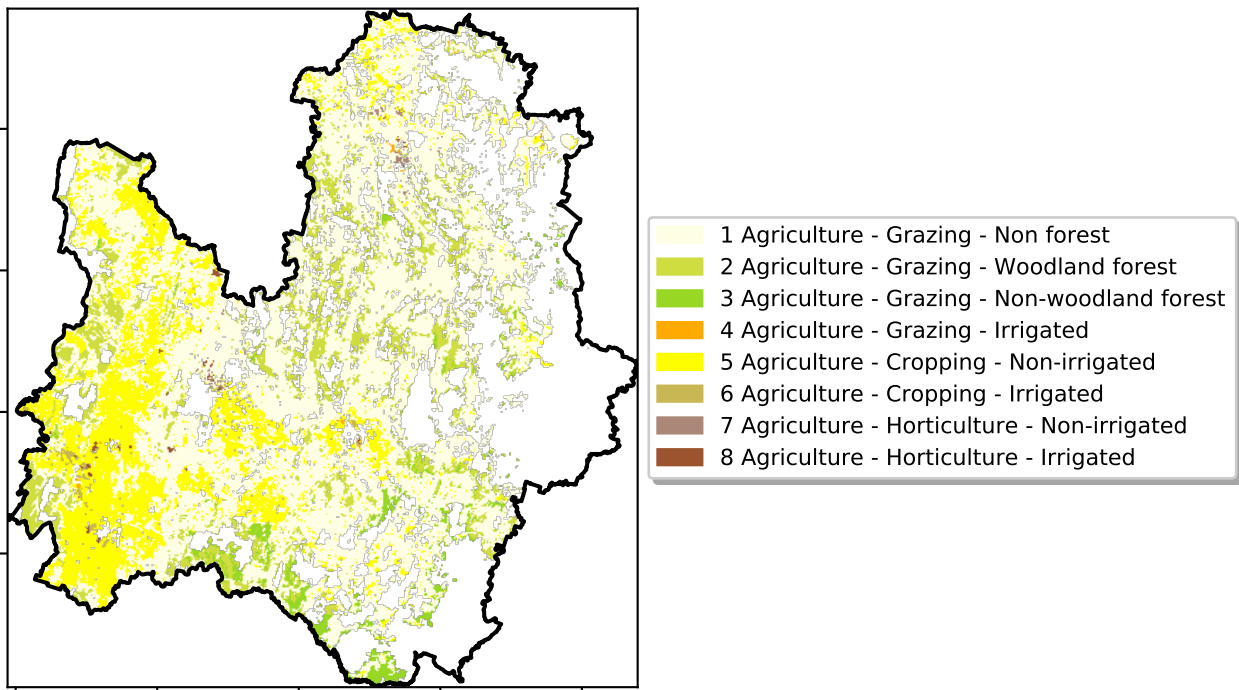 1 Agriculture - Grazing - Non forest
2 Agriculture - Grazing - Woodland forest
3 Agriculture - Grazing - Non-woodland forest
4 Agriculture - Grazing - Irrigated
5 Agriculture - Cropping - Non-irrigated
6 Agriculture - Cropping - Irrigated
7 Agriculture - Horticulture - Non-irrigated
8 Agriculture - Horticulture - Irrigated